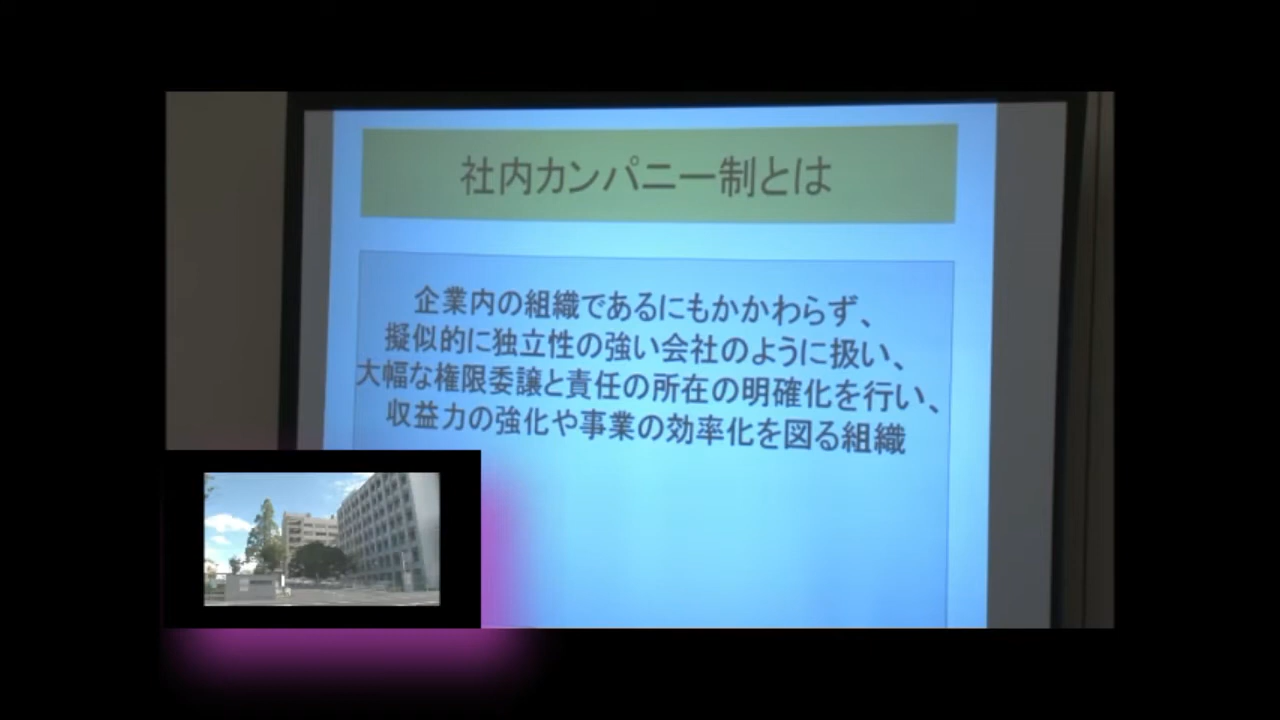 社内カンパニー制とは
企業内の組織であるにもかかわらず、
擬似的に独立性の強い会社のように扱い、
大幅な権限委譲と責任の所在の明確化を行い、
収益力の強化や事業の効率化を図る組織